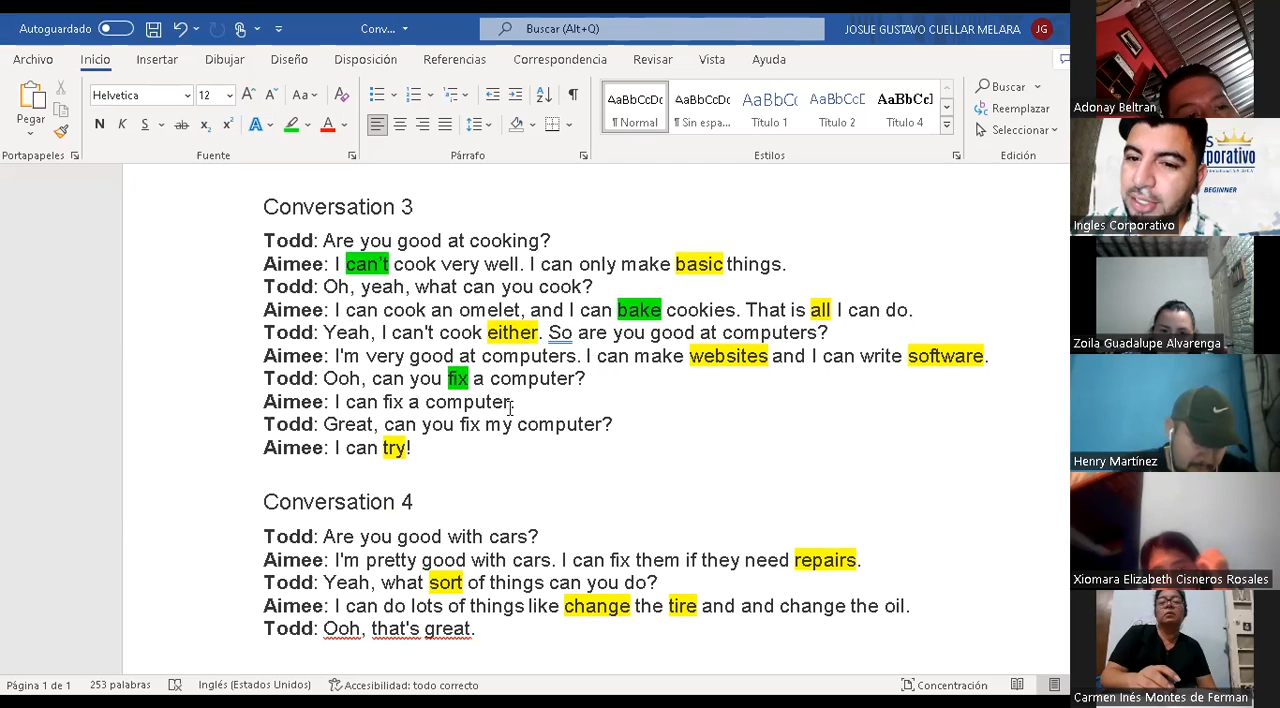 Autoguardado
Conv...
Buscar (Alt+Q)
JOSUE GUSTAVO CUELLAR MELARA
JG
Archivo
Inicio
Insertar
Dibujar
Diseño
Disposición
Referencias
Correspondencia
Revisar
Vista
Ayuda
Pegar
Helvetica
12
Aa
N K S ab x₂ x²
AaBbCcDc
¶ Normal
AaBbCcDc
¶ Sin espa...
AaBbCc
Título 1
AaBbCcD
Título 2
AaBbCcI
Título 4
Buscar
Reemplazar
Seleccionar
Portapapeles
Fuente
Párrafo
Estilos
Edición
Conversation 3
Todd: Are you good at cooking?
Aimee: I can't cook very well. I can only make basic things.
Todd: Oh, yeah, what can you cook?
Aimee: I can cook an omelet, and I can bake cookies. That is all I can do.
Todd: Yeah, I can't cook either. So are you good at computers?
Aimee: I'm very good at computers. I can make websites and I can write software.
Todd: Ooh, can you fix a computer?
Aimee: I can fix a computer.
Todd: Great, can you fix my computer?
Aimee: I can try!
Conversation 4
Todd: Are you good with cars?
Aimee: I'm pretty good with cars. I can fix them if they need repairs.
Todd: Yeah, what sort of things can you do?
Aimee: I can do lots of things like change the tire and and change the oil.
Todd: Ooh, that's great.
Página 1 de 1
253 palabras
Inglés (Estados Unidos)
Accesibilidad: todo correcto
Concentración
Adonay Beltran
rporativo
BEGINNER
Ingles Corporativo
Zoila Guadalupe Alvarenga
Henry Martínez
Xiomara Elizabeth Cisneros Rosales
Carmen Inés Montes de Ferman